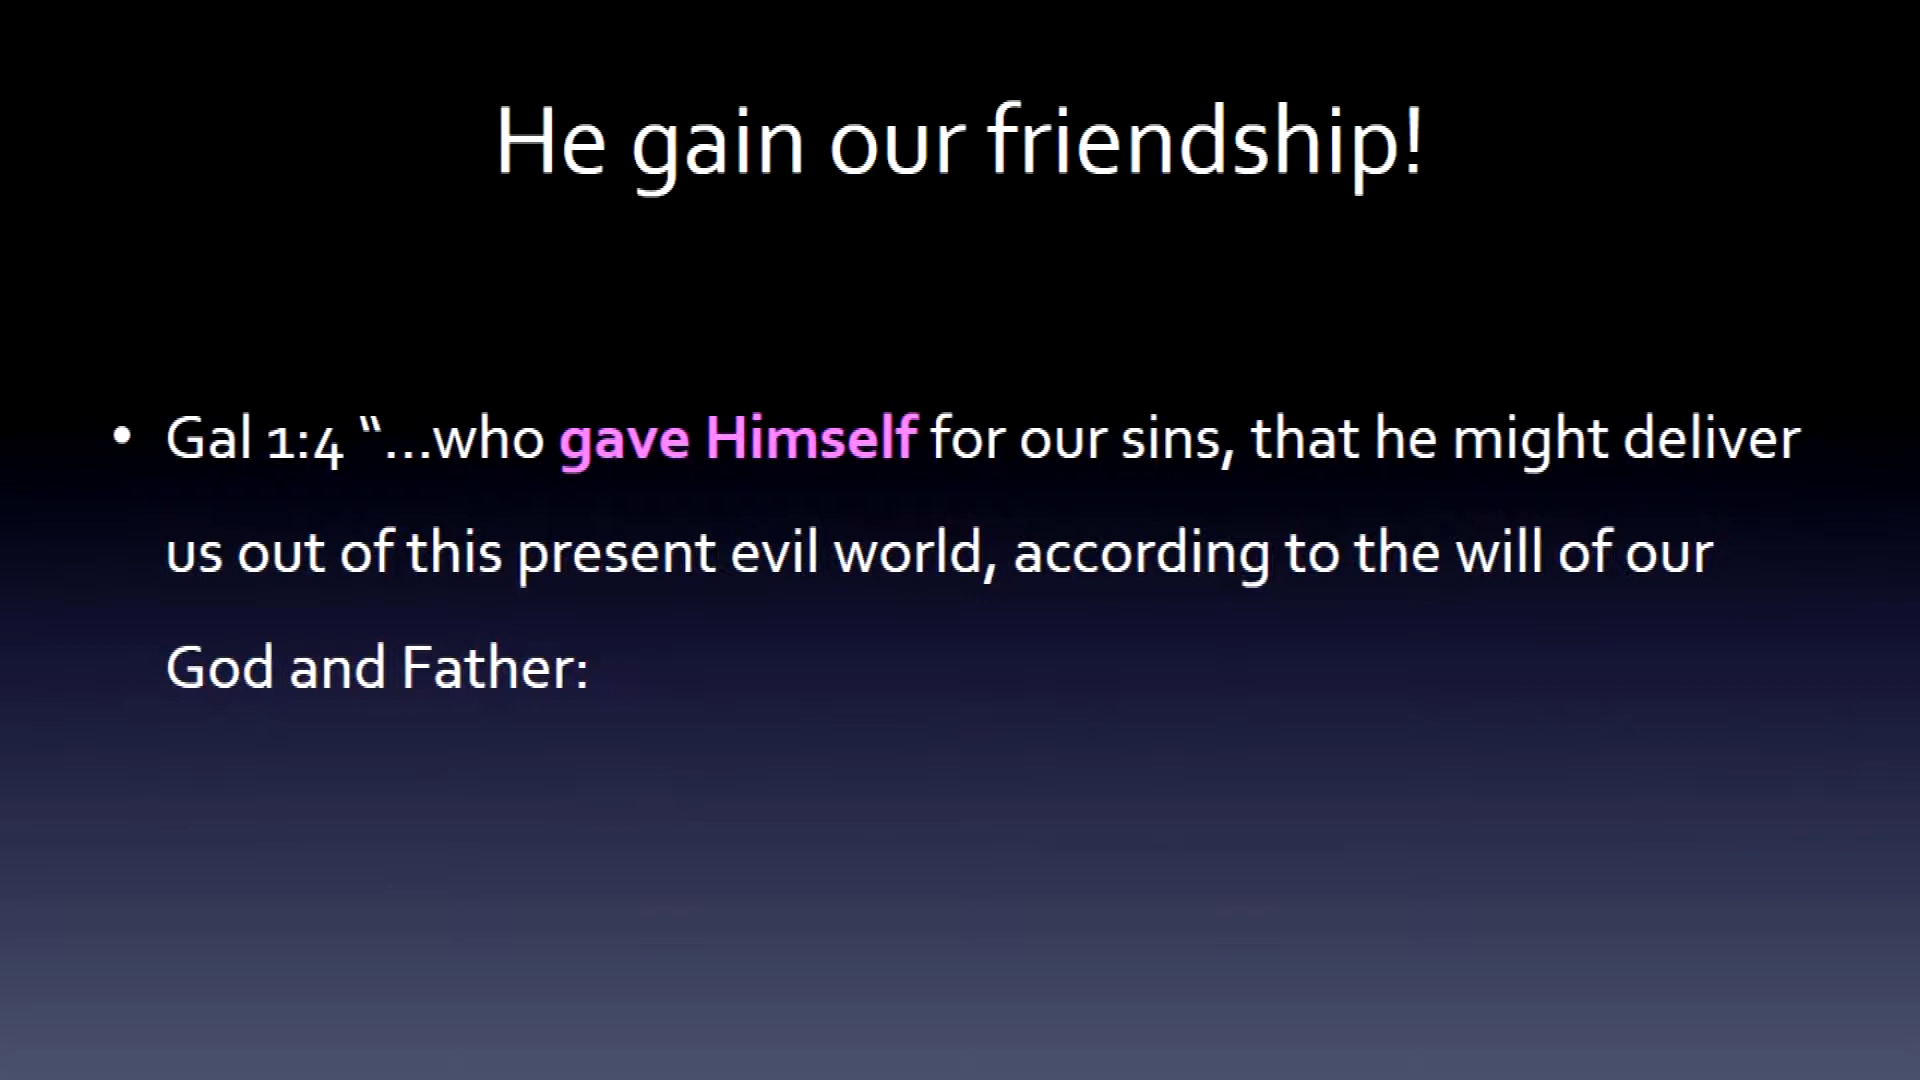 He gain our friendship!
• Gal 1:4 “...who gave Himself for our sins, that he might deliver
us out of this present evil world, according to the will of our
God and Father: